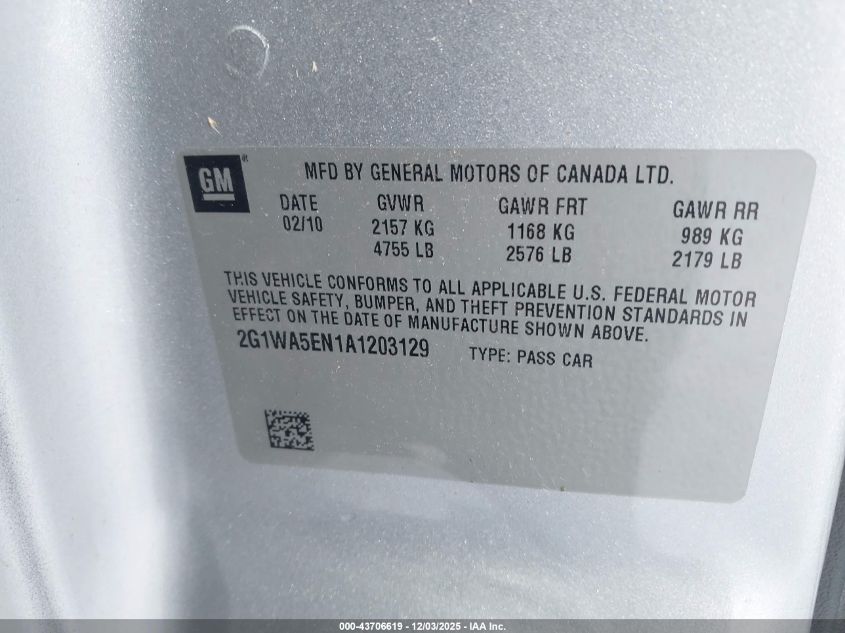 GM
MFD BY GENERAL MOTORS OF CANADA LTD.
DATE GVWR GAWR FRT GAWR RR
02/10 2157 KG 1168 KG 989 KG
4755 LB 2576 LB 2179 LB
THIS VEHICLE CONFORMS TO ALL APPLICABLE U.S. FEDERAL MOTOR
VEHICLE SAFETY, BUMPER, AND THEFT PREVENTION STANDARDS IN
EFFECT ON THE DATE OF MANUFACTURE SHOWN ABOVE.
2G1WA5EN1A1203129 TYPE: PASS CAR
000-43706619 - 12/03/2025 - IAA Inc.